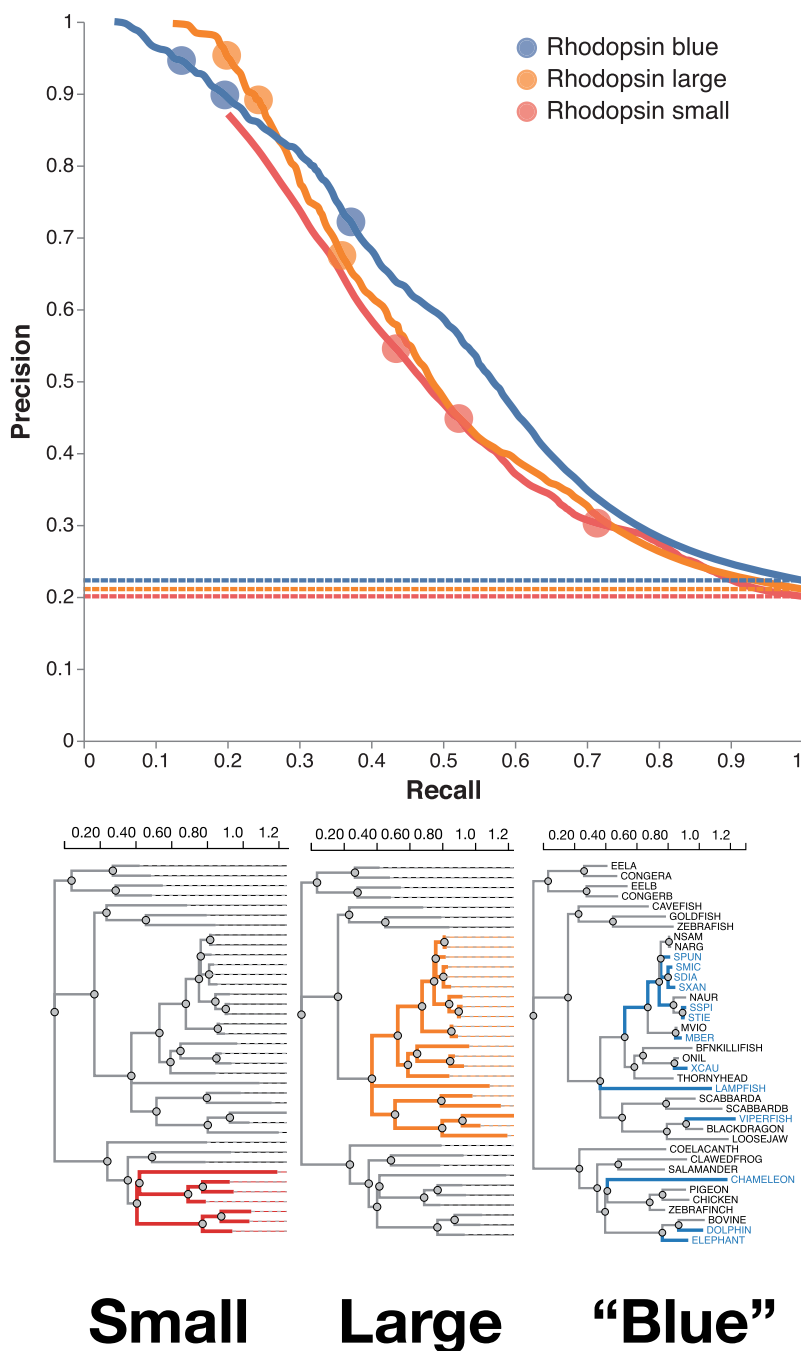 1
0.9
0.8
0.7
0.6
0.5
0.4
0.3
0.2
0.1
0
Precision
Rhodopsin blue
Rhodopsin large
Rhodopsin small
0 0.1 0.2 0.3 0.4 0.5 0.6 0.7 0.8 0.9 1
Recall
0.20 0.40 0.60 0.80 1.0 1.2
0.20 0.40 0.60 0.80 1.0 1.2
0.20 0.40 0.60 0.80 1.0 1.2
EELA
CONGERA
EELB
CONGERB
CAVEFISH
GOLDFISH
ZEBRAFISH
NSAM
NARG
SPUN
SMIC
SDIA
SXAN
NAUR
SSPI
STIE
MVIO
MBER
BFNKILLIFISH
ONIL
XCAU
THORNYHEAD
LAMPFISH
SCABBARDA
SCABBARDB
VIPERFISH
BLACKDRAGON
LOOSEJAW
COELACANTH
CLAWEDFROG
SALAMANDER
CHAMELEON
PIGEON
CHICKEN
ZEBRAFINCH
BOVINE
DOLPHIN
ELEPHANT
Small Large “Blue”